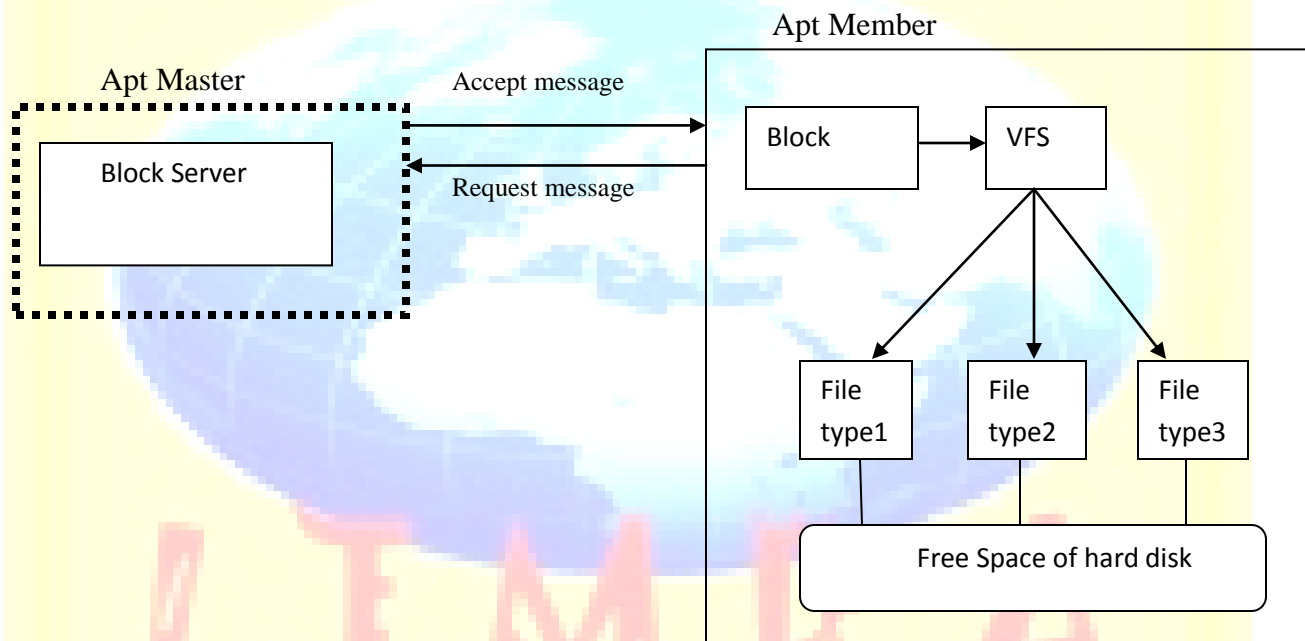 Apt Member
Apt Master
Accept message
Block
VFS
Block Server
Request message
File
type1
File
type2
File
type3
Free Space of hard disk